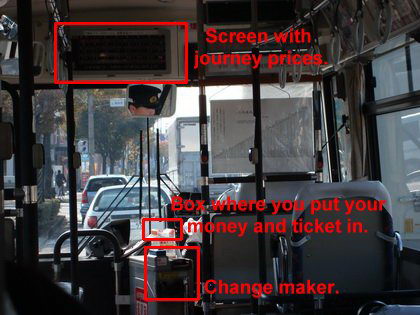 Screen with
journey prices.
Box where you put your
money and ticket in.
Change maker.